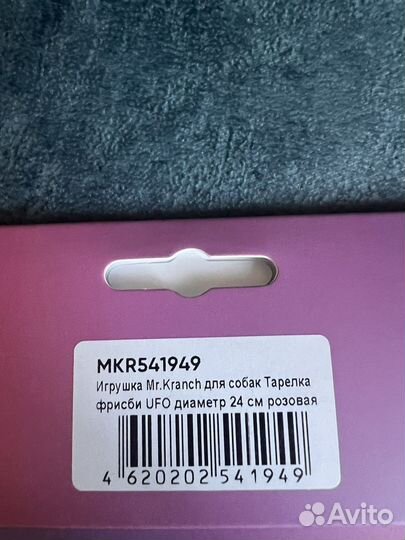 MKR541949
Игрушка Mr.Kranch для собак Тарелка
фрисби UFO диаметр 24 см розовая
4 620202 541949
Avito